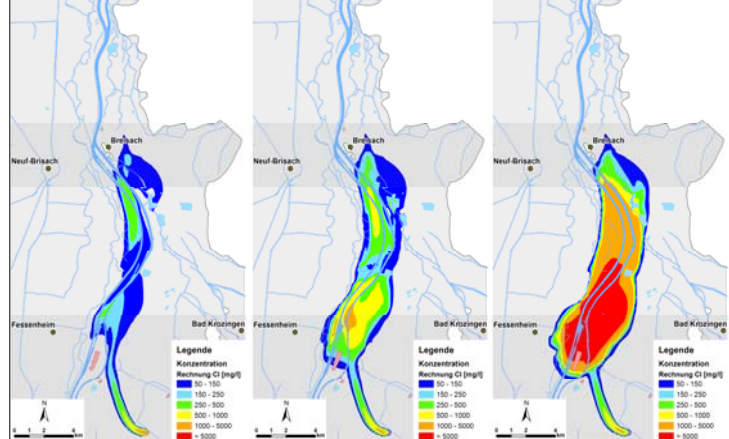 Breisach
Neuf-Brisach
Fessenheim
Bad Krozingen
Legende
Konzentration
Rechnung Cl [mg/l]
50 - 150
150 - 250
250 - 500
500 - 1000
1000 - 5000
> 5000
N
0 1 2 4
km
Breisach
Neuf-Brisach
Fessenheim
Bad Krozingen
Legende
Konzentration
Rechnung Cl [mg/l]
50 - 150
150 - 250
250 - 500
500 - 1000
1000 - 5000
> 5000
N
0 1 2 4
km
Breisach
Neuf-Brisach
Fessenheim
Bad Krozingen
Legende
Konzentration
Rechnung Cl [mg/l]
50 - 150
150 - 250
250 - 500
500 - 1000
1000 - 5000
> 5000
N
0 1 2 4
km